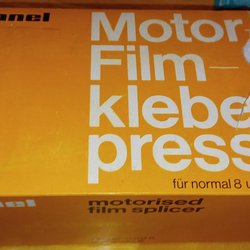 Motor-
Film-
klebe
press
für normal 8 u
motorised
film splicer